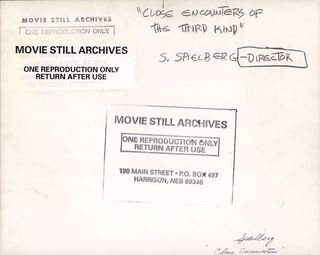 MOVIE STILL ARCHIVES
ONE REPRODUCTION ONLY
MOVIE STILL ARCHIVES
ONE REPRODUCTION ONLY
RETURN AFTER USE
"CLOSE ENCOUNTERS OF
THE THIRD KIND"
S. SPIELBERG-DIRECTOR
MOVIE STILL ARCHIVES
ONE REPRODUCTION ONLY
RETURN AFTER USE
198 MAIN STREET • P.O. BOX 497
HARRISON, NEB 69346
Spielberg
"Close Encounters"